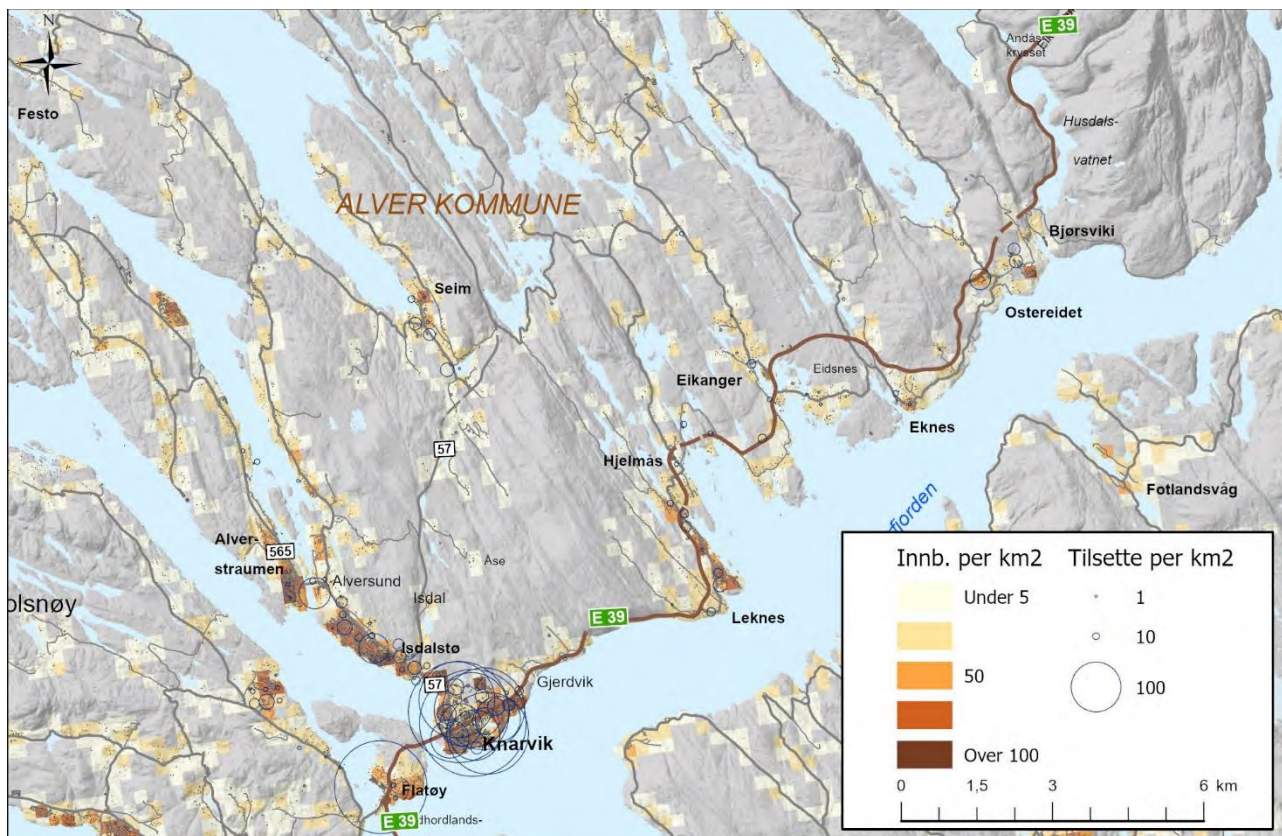 N
E 39
Andås-
krysset
Festo
Husdals-
vatnet
ALVER KOMMUNE
Bjørsviki
Seim
Ostereidet
Eikanger
Eidsnes
Eknes
57
Hjelmås
Fotlandsvåg
fjorden
Alver-
straumen
565
Åse
Alversund
olsnøy
Isdal
E 39
Leknes
Isdalstø
57
Gjerdvik
Knarvik
Flatøy
E 39
dhordlands-
Innb. per km2
Under 5
50
Over 100
Tilsette per km2
1
10
100
0 1,5 3 6 km